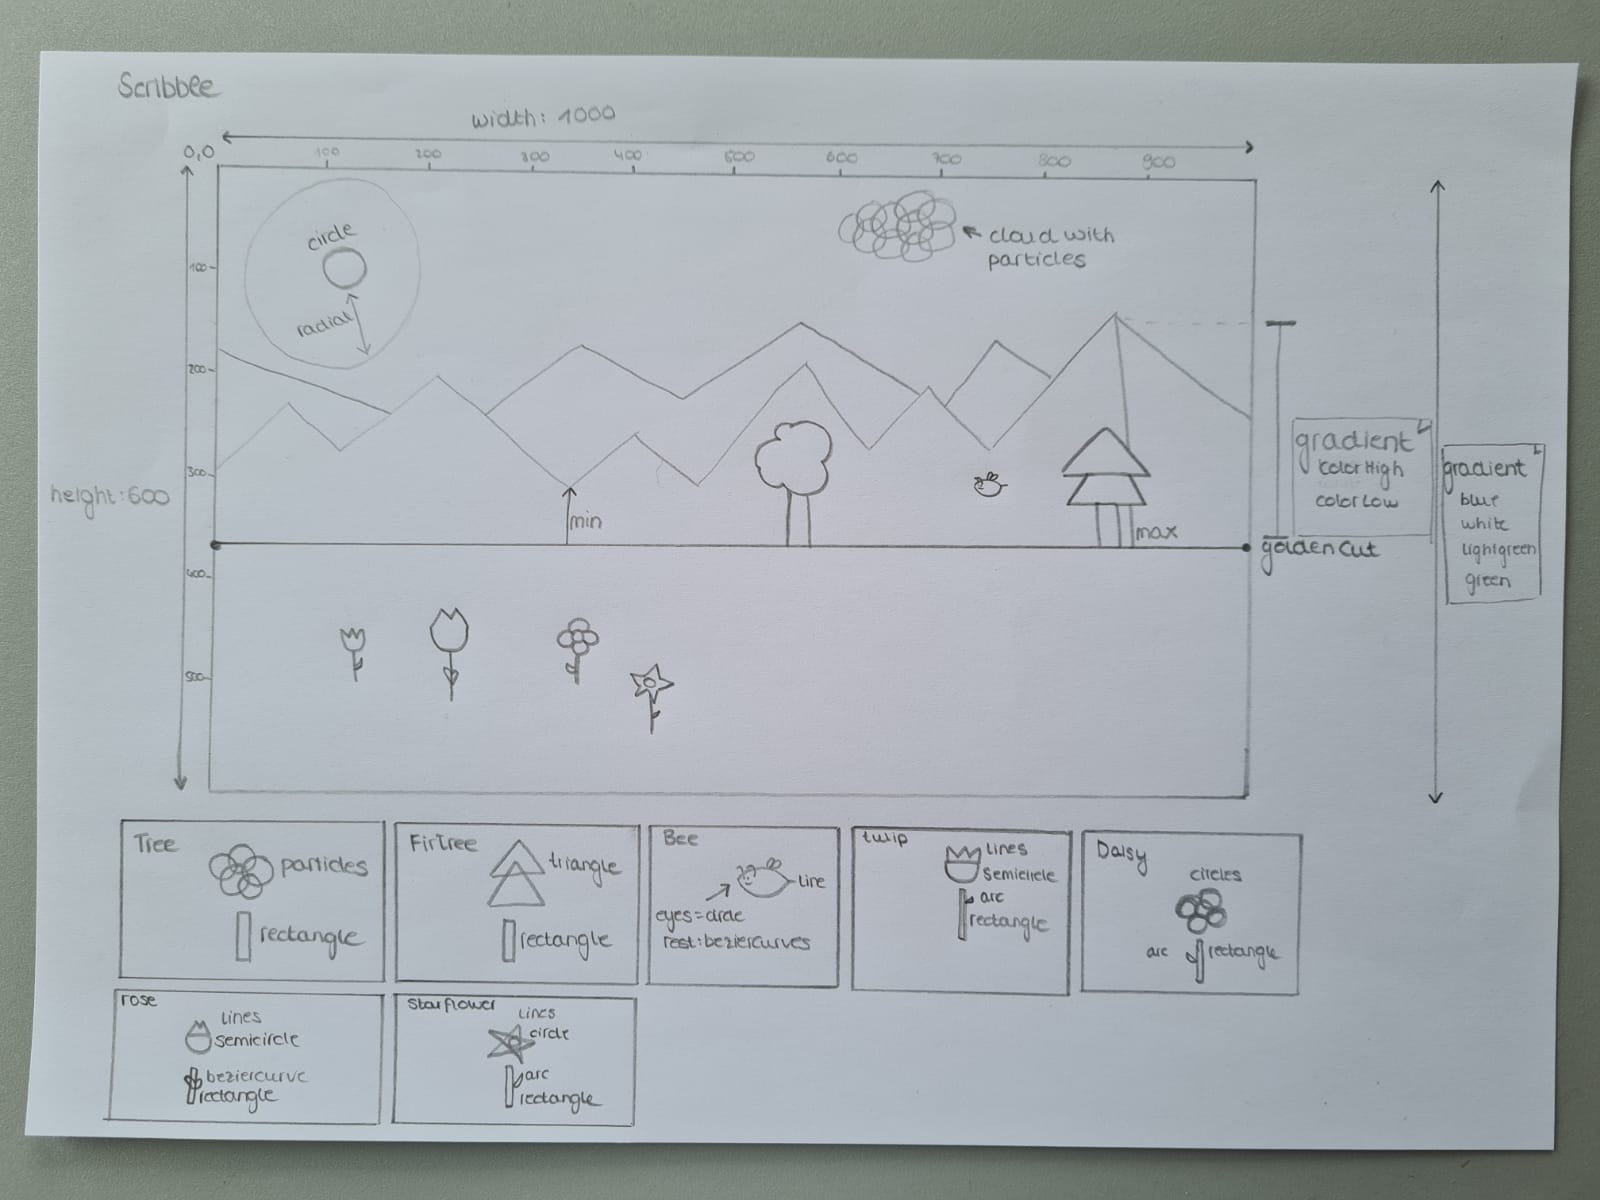 Scribble
width: 1000
0,0
100
200
300
400
500
600
700
800
900
circle
radial
cloud with
particles
100
200
300
400
500
height: 600
min
max
golden cut
gradient
color High
color Low
gradient
blue
white
lightgreen
green
Tree
particles
rectangle
FirTree
triangle
rectangle
Bee
line
eyes = circle
rest: beziercurves
tulip
lines
Semicircle
arc
rectangle
Daisy
circles
arc
rectangle
rose
lines
semicircle
beziercurve
rectangle
Starflower
lines
circle
arc
rectangle